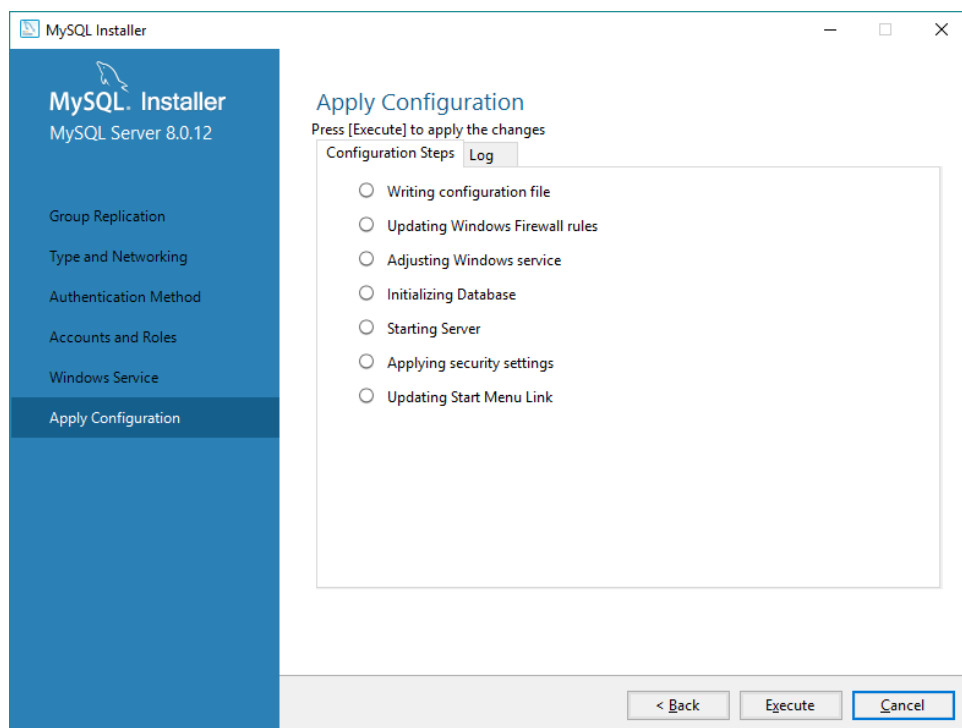 MySQL Installer
MySQL. Installer
MySQL Server 8.0.12
Group Replication
Type and Networking
Authentication Method
Accounts and Roles
Windows Service
Apply Configuration
Apply Configuration
Press [Execute] to apply the changes
Configuration Steps Log
Writing configuration file
Updating Windows Firewall rules
Adjusting Windows service
Initializing Database
Starting Server
Applying security settings
Updating Start Menu Link
< Back Execute Cancel